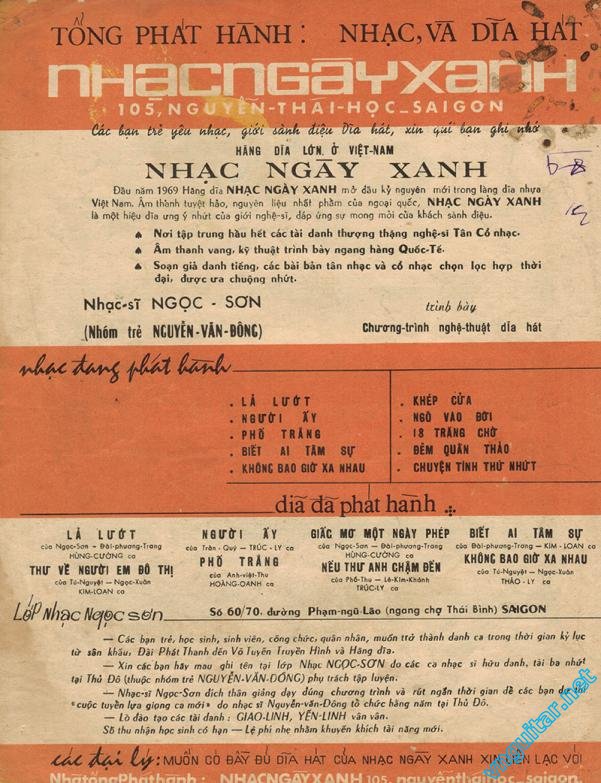 TỔNG PHÁT HÀNH: NHẠC, VÀ DĨA HÁT
NHẠCNGÀYXANH
105, NGUYỄN-THÁI-HỌC_SAIGON
Các bạn trẻ yêu nhạc, giới sành điệu Dĩa hát, xin quí bạn ghi nhớ
HÃNG DĨA LỚN, Ở VIỆT-NAM
NHẠC NGÀY XANH
Đầu năm 1969 Hãng dĩa NHẠC NGÀY XANH mở đầu kỷ nguyên mới trong làng dĩa nhựa
Việt Nam. Âm thành tuyệt hảo, nguyên liệu nhất phẩm của ngoại quốc, NHẠC NGÀY XANH
là một hiệu dĩa ưng ý nhứt của giới nghệ-sĩ, đáp ứng sự mong mỏi của khách sành điệu.
♠ Nơi tập trung hầu hết các tài danh thượng thặng nghệ-sĩ Tân Cổ nhạc.
♠ Âm thanh vang, kỹ thuật trình bày ngang hàng Quốc-Tế.
♠ Soạn giả danh tiếng, các bài bản tân nhạc và cổ nhạc chọn lọc hợp thời
đại, được ưa chuộng nhứt.
Nhạc-sĩ NGỌC - SƠN trình bày
(Nhóm trẻ NGUYỄN-VĂN-ĐÔNG) Chương-trình nghệ-thuật dĩa hát
nhạc đang phát hành
. LẢ LƯỚT
. NGƯỜI ẤY
. PHỐ TRĂNG
. BIẾT AI TÂM SỰ
. KHÔNG BAO GIỜ XA NHAU
. KHÉP CỬA
. NGÕ VÀO ĐỜI
. 18 TRĂNG CHỜ
. ĐÊM QUÂN THẢO
. CHUYỆN TÌNH THỨ NHỨT
dĩa đã phát hành
LẢ LƯỚT
của Ngọc-Sơn - Đài-phương-Trang
HÙNG-CƯỜNG ca
THƯ VỀ NGƯỜI EM ĐÔ THỊ
của Tú-Nguyệt - Ngọc-Xuân
KIM-LOAN ca
NGƯỜI ẤY
của Trần-Quý - TRÚC-LY ca
PHỐ TRĂNG
của Anh-việt-Thu
HOÀNG-OANH ca
GIẤC MƠ MỘT NGÀY PHÉP
của Ngọc-Sơn - Đài-phương-Trang
HÙNG-CƯỜNG ca
NẾU THƯ ANH CHẬM ĐẾN
của Phố-Thu - Lê-Kim-Khánh
TRÚC-LY ca
BIẾT AI TÂM SỰ
của Đài-phương-Trang - KIM-LOAN ca
KHÔNG BAO GIỜ XA NHAU
của Tú-Nguyệt - Ngọc-Xuân
THẢO-LY ca
Lớp Nhạc Ngọc sơn Số 60/70, đường Phạm-ngũ-Lão (ngang chợ Thái Bình) SAIGON
— Các bạn trẻ, học sinh, sinh viên, công chức, quân nhân, muốn trở thành danh ca trong thời gian kỷ lục
từ sân khấu, Đài Phát Thanh đến Vô Tuyến Truyền Hình và Hãng dĩa.
— Xin các bạn hãy mau ghi tên tại lớp Nhạc NGỌC-SƠN do các ca nhạc sĩ hữu danh, tài ba nhứt
tại Thủ Đô (thuộc nhóm trẻ NGUYỄN-VĂN-ĐÔNG) phụ trách tập luyện.
— Nhạc-sĩ Ngọc-Sơn đích thân giảng dạy đúng chương trình và rút ngắn thời gian để các bạn dự thi
«cuộc tuyển lựa giọng ca mới» do nhạc sĩ Nguyễn-văn-Đông tổ chức hàng năm tại Thủ Đô.
— Lò đào tạo các tài danh : GIAO-LINH, YẾN-LINH vân vân.
Số thu nhận học sinh có hạn — Lệ phí nhẹ nhằm khuyến khích tài năng mới.
các đại lý: MUỐN CÓ ĐẦY ĐỦ DĨA HÁT CỦA NHẠC NGÀY XANH XIN LIÊN LẠC VỚI
NhàtổngPháthành: NHẠCNGÀYXANH 105, nguyễnthaihọc_saigon.